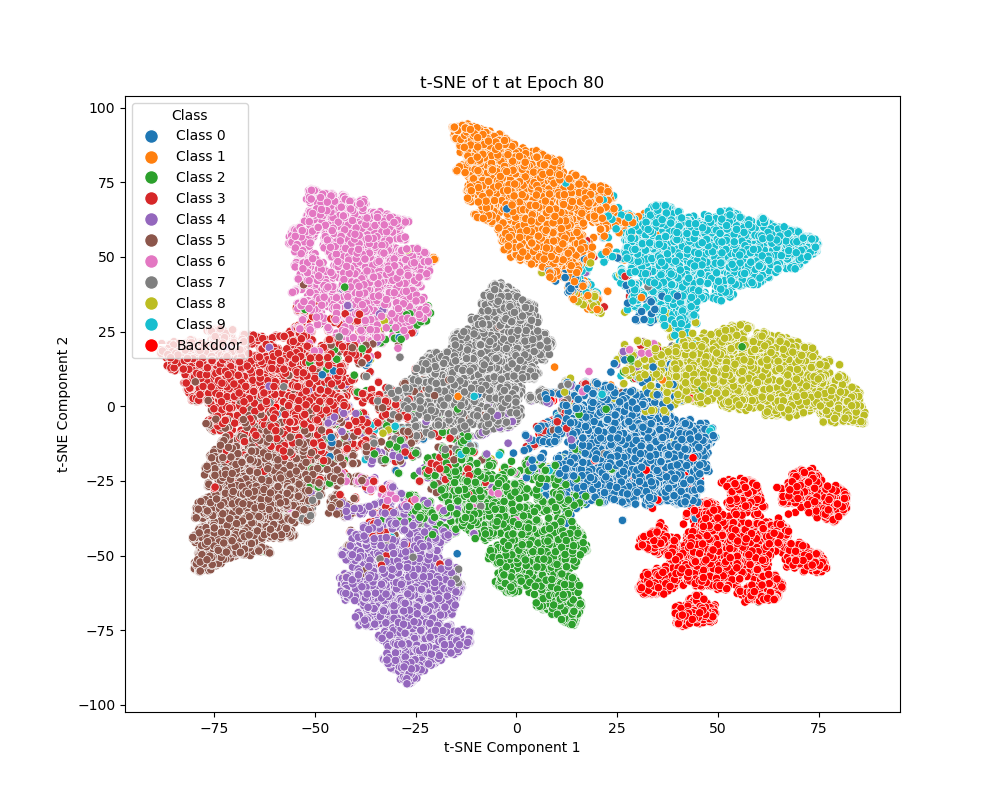 t-SNE of t at Epoch 80
Class
Class 0
Class 1
Class 2
Class 3
Class 4
Class 5
Class 6
Class 7
Class 8
Class 9
Backdoor
100
75
50
25
0
−25
−50
−75
−100
t-SNE Component 2
−75
−50
−25
0
25
50
75
t-SNE Component 1